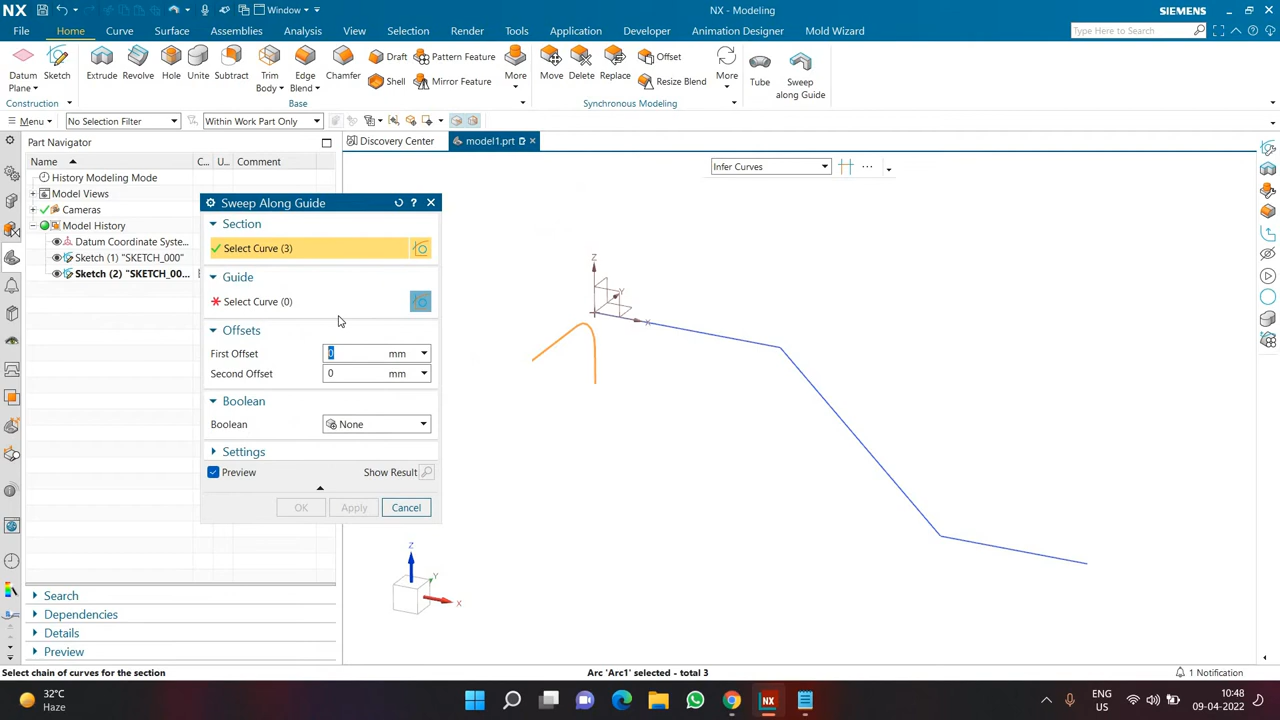 NX
Window
NX - Modeling
SIEMENS
File
Home
Curve
Surface
Assemblies
Analysis
View
Selection
Render
Tools
Application
Developer
Animation Designer
Mold Wizard
Search Commands
Datum Plane
Sketch
Extrude
Revolve
Hole
Unite
Subtract
Trim Body
Edge Blend
Chamfer
Draft
Shell
Pattern Feature
Mirror Feature
More
Move
Delete
Replace
Offset
Resize Blend
More
Tube
Sweep along Guide
Construction
Base
Synchronous Modeling
Menu
No Selection Filter
Within Work Part Only
Part Navigator
Discovery Center
model1.prt
Name
C...
U...
Comment
Infer Curves
History Modeling Mode
Model Views
Cameras
Model History
Datum Coordinate Syste...
Sketch (1) "SKETCH_000"
Sketch (2) "SKETCH_00...
Sweep Along Guide
Section
Select Curve (3)
Guide
Select Curve (0)
Offsets
First Offset
0
mm
Second Offset
0
mm
Boolean
Boolean
None
Settings
Preview
Show Result
OK
Apply
Cancel
Z
Y
X
Z
Y
X
Search
Dependencies
Details
Preview
Select chain of curves for the section
Arc 'Arc1' selected - total 3
1 Notification
32°C
Haze
ENG
US
10:48
09-04-2022